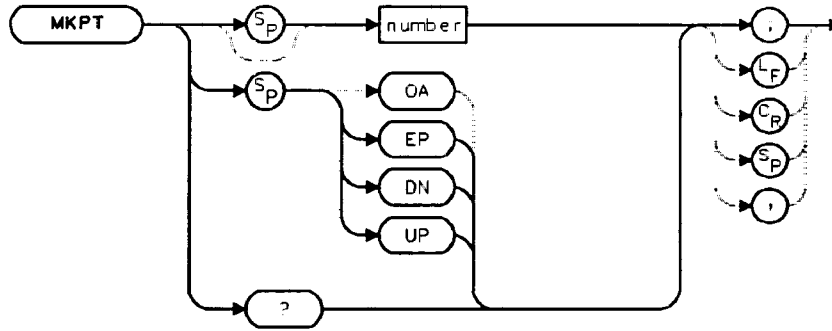 MKPT SP number ;
SP OA LF
EP CR
DN SP
UP ,
?